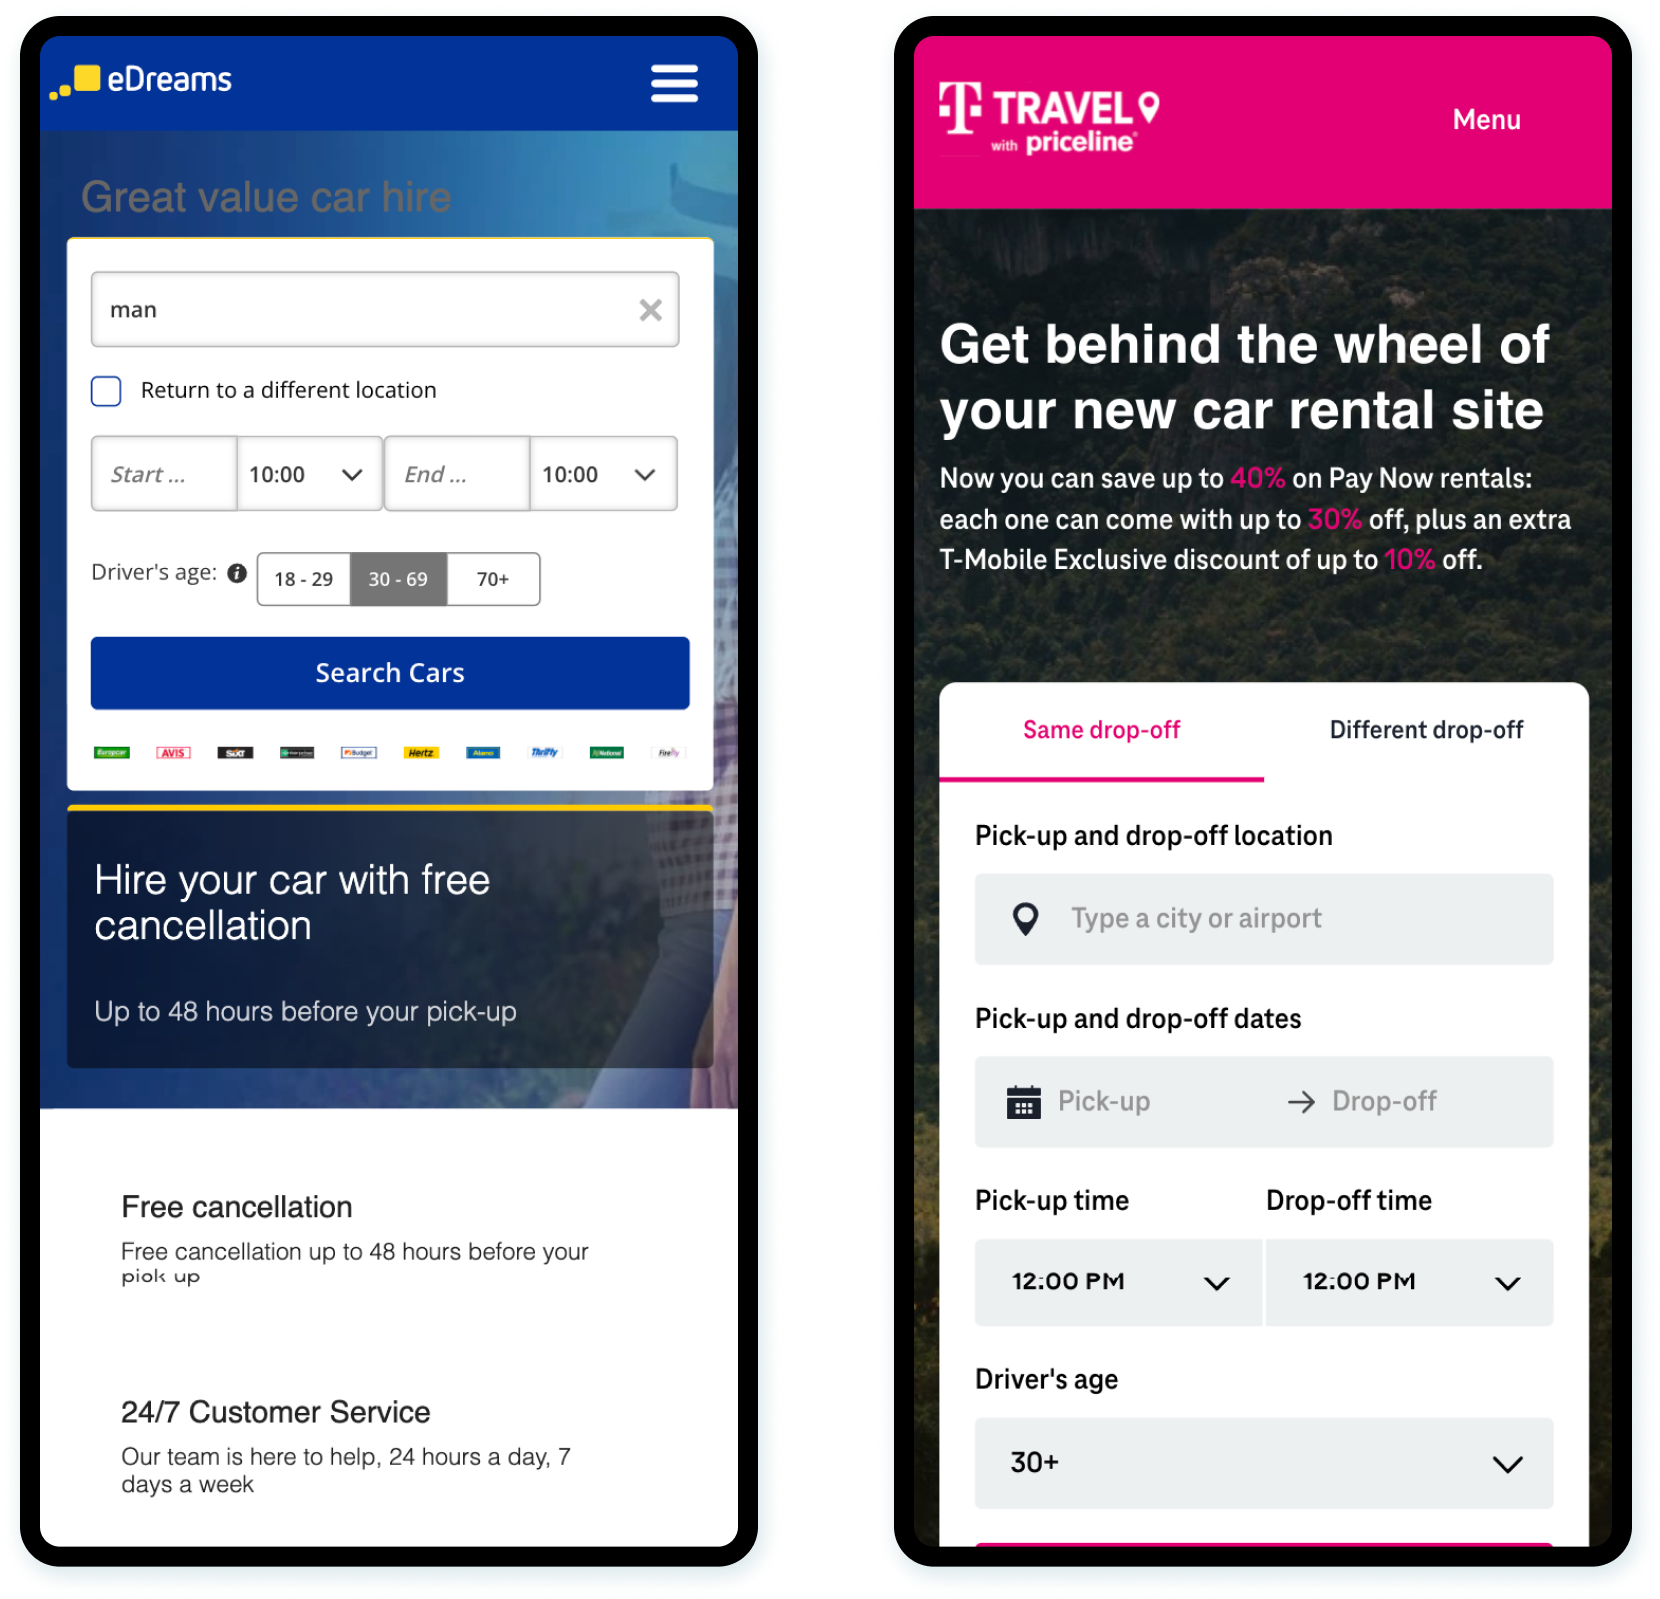 eDreams
Great value car hire
man
Return to a different location
Start ...
10:00
End ...
10:00
Driver's age:
18 - 29
30 - 69
70+
Search Cars
Europcar
AVIS
SIXT
Budget
Hertz
Alamo
Thrifty
National
Firefly
Hire your car with free
cancellation
Up to 48 hours before your pick-up
Free cancellation
Free cancellation up to 48 hours before your
pick up
24/7 Customer Service
Our team is here to help, 24 hours a day, 7
days a week
T TRAVEL
with priceline®
Menu
Get behind the wheel of
your new car rental site
Now you can save up to 40% on Pay Now rentals:
each one can come with up to 30% off, plus an extra
T-Mobile Exclusive discount of up to 10% off.
Same drop-off
Different drop-off
Pick-up and drop-off location
Type a city or airport
Pick-up and drop-off dates
Pick-up
Drop-off
Pick-up time
Drop-off time
12:00 PM
12:00 PM
Driver's age
30+